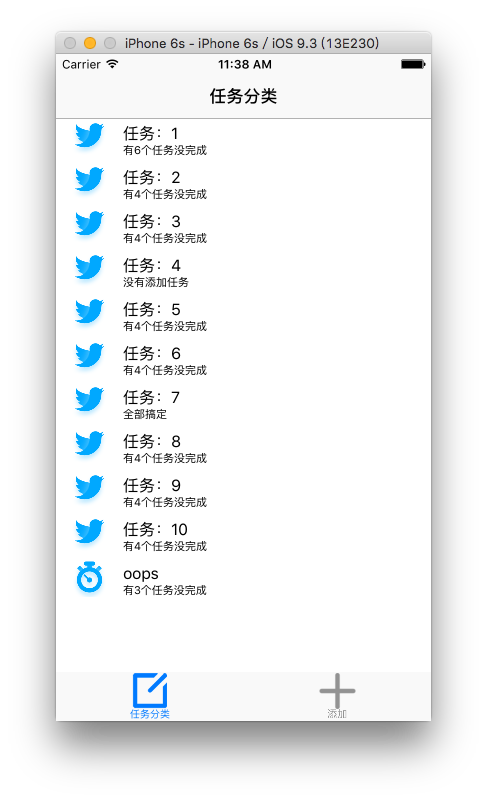 iPhone 6s - iPhone 6s / iOS 9.3 (13E230)
Carrier 11:38 AM
任务分类
任务：1
有6个任务没完成
任务：2
有4个任务没完成
任务：3
有4个任务没完成
任务：4
没有添加任务
任务：5
有4个任务没完成
任务：6
有4个任务没完成
任务：7
全部搞定
任务：8
有4个任务没完成
任务：9
有4个任务没完成
任务：10
有4个任务没完成
oops
有3个任务没完成
任务分类 添加